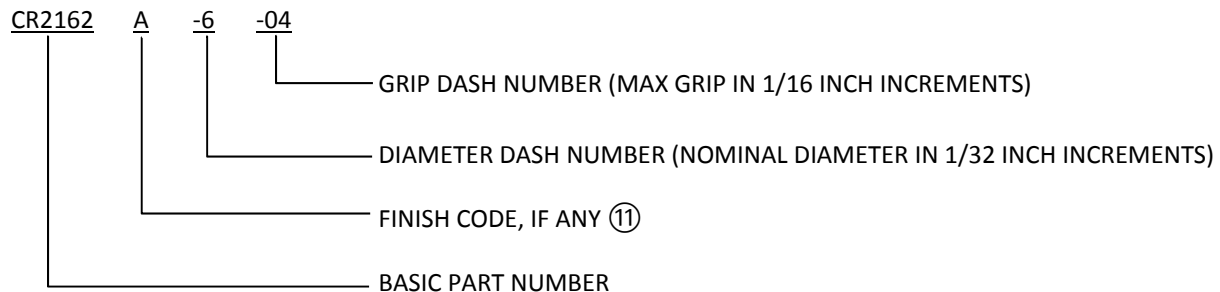 CR2162 A -6 -04
GRIP DASH NUMBER (MAX GRIP IN 1/16 INCH INCREMENTS)
DIAMETER DASH NUMBER (NOMINAL DIAMETER IN 1/32 INCH INCREMENTS)
FINISH CODE, IF ANY ⑪
BASIC PART NUMBER